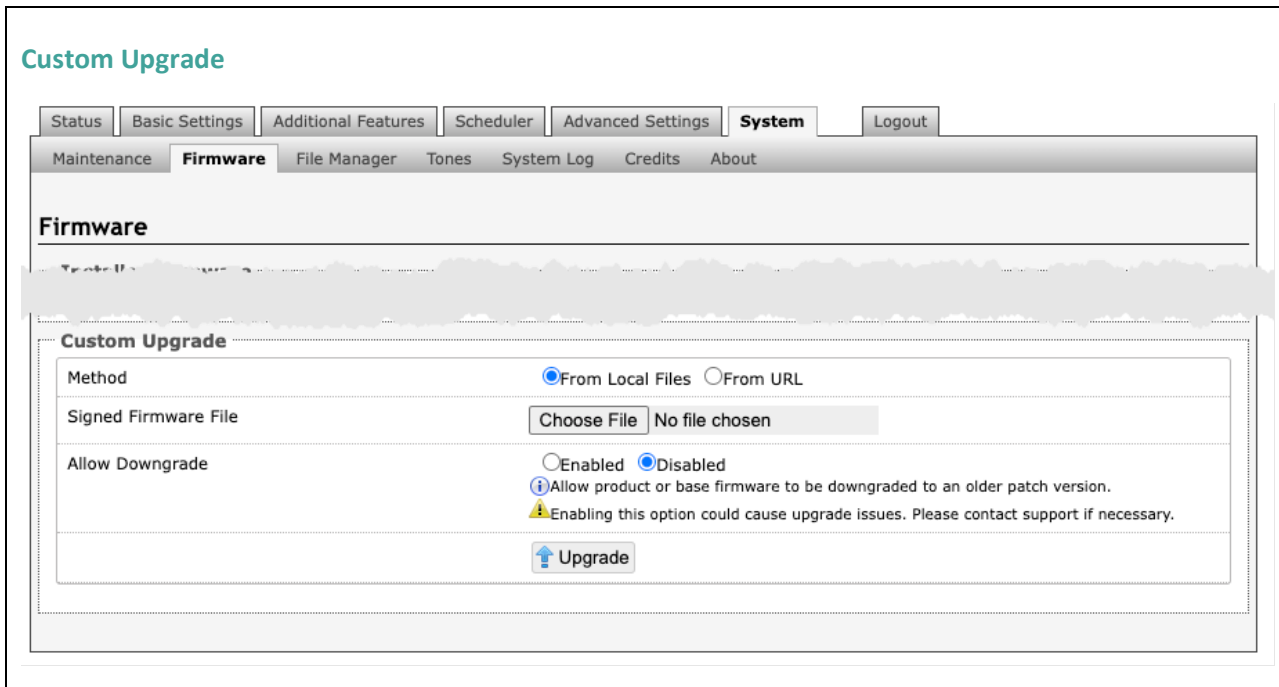 Custom Upgrade
Status Basic Settings Additional Features Scheduler Advanced Settings System Logout
Maintenance Firmware File Manager Tones System Log Credits About
Firmware
Custom Upgrade
Method From Local Files From URL
Signed Firmware File Choose File No file chosen
Allow Downgrade Enabled Disabled
Allow product or base firmware to be downgraded to an older patch version.
Enabling this option could cause upgrade issues. Please contact support if necessary.
Upgrade